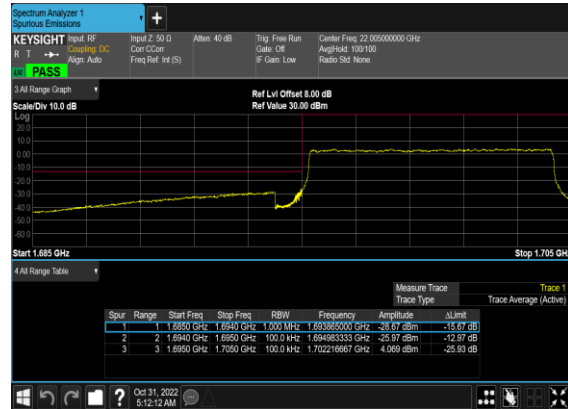 Spectrum Analyzer 1
Spurious Emissions
+
KEYSIGHT Input: RF Input Z: 50 Ω Atten: 40 dB Trig: Free Run Center Freq: 22.005000000 GHz
R T Coupling: DC Corr CCorr Gate: Off Avg|Hold: 100/100
Align: Auto Freq Ref: Int (S) IF Gain: Low Radio Std: None
LW PASS
3 All Range Graph
Ref Lvl Offset 8.00 dB
Scale/Div 10.0 dB Ref Value 30.00 dBm
Log
20.0
10.0
0.00
-10.0
-20.0
-30.0
-40.0
-50.0
-60.0
Start 1.685 GHz Stop 1.705 GHz
4 All Range Table
Measure Trace Trace 1
Trace Type Trace Average (Active)
Spur Range Start Freq Stop Freq RBW Frequency Amplitude ΔLimit
1 1 1.6850 GHz 1.6940 GHz 1.000 MHz 1.693865000 GHz -28.67 dBm -15.67 dB
2 2 1.6940 GHz 1.6950 GHz 100.0 kHz 1.694983333 GHz -25.97 dBm -12.97 dB
3 3 1.6950 GHz 1.7050 GHz 100.0 kHz 1.702216667 GHz 4.069 dBm -25.93 dB
? Oct 31, 2022
5:12:12 AM